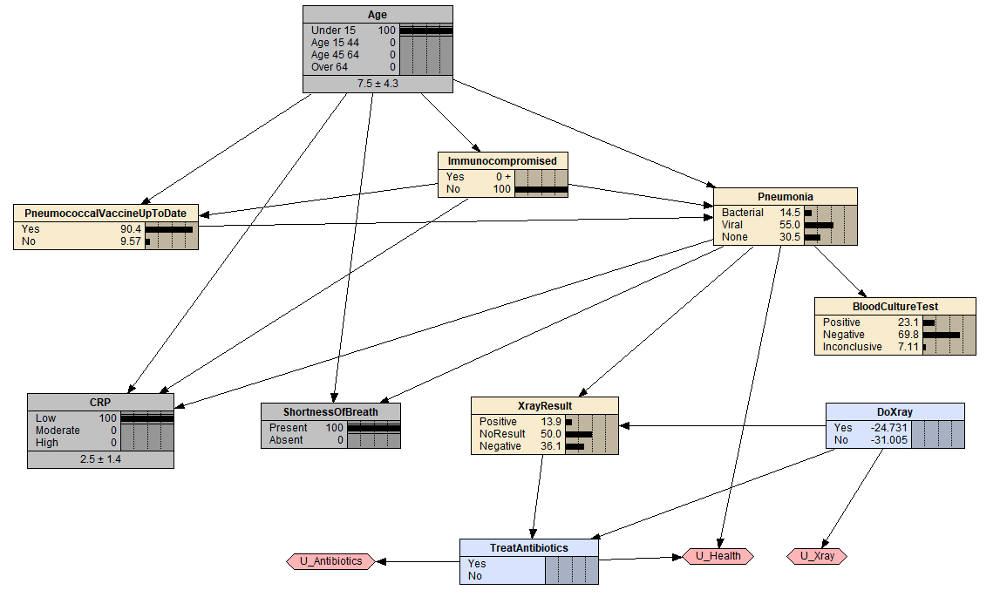 Age
Under 15 100
Age 15 44 0
Age 45 64 0
Over 64 0
7.5 ± 4.3
Immunocompromised
Yes 0 +
No 100
PneumococcalVaccineUpToDate
Yes 90.4
No 9.57
Pneumonia
Bacterial 14.5
Viral 55.0
None 30.5
BloodCultureTest
Positive 23.1
Negative 69.8
Inconclusive 7.11
CRP
Low 100
Moderate 0
High 0
2.5 ± 1.4
ShortnessOfBreath
Present 100
Absent 0
XrayResult
Positive 13.9
NoResult 50.0
Negative 36.1
DoXray
Yes -24.731
No -31.005
TreatAntibiotics
Yes
No
U_Antibiotics
U_Health
U_Xray